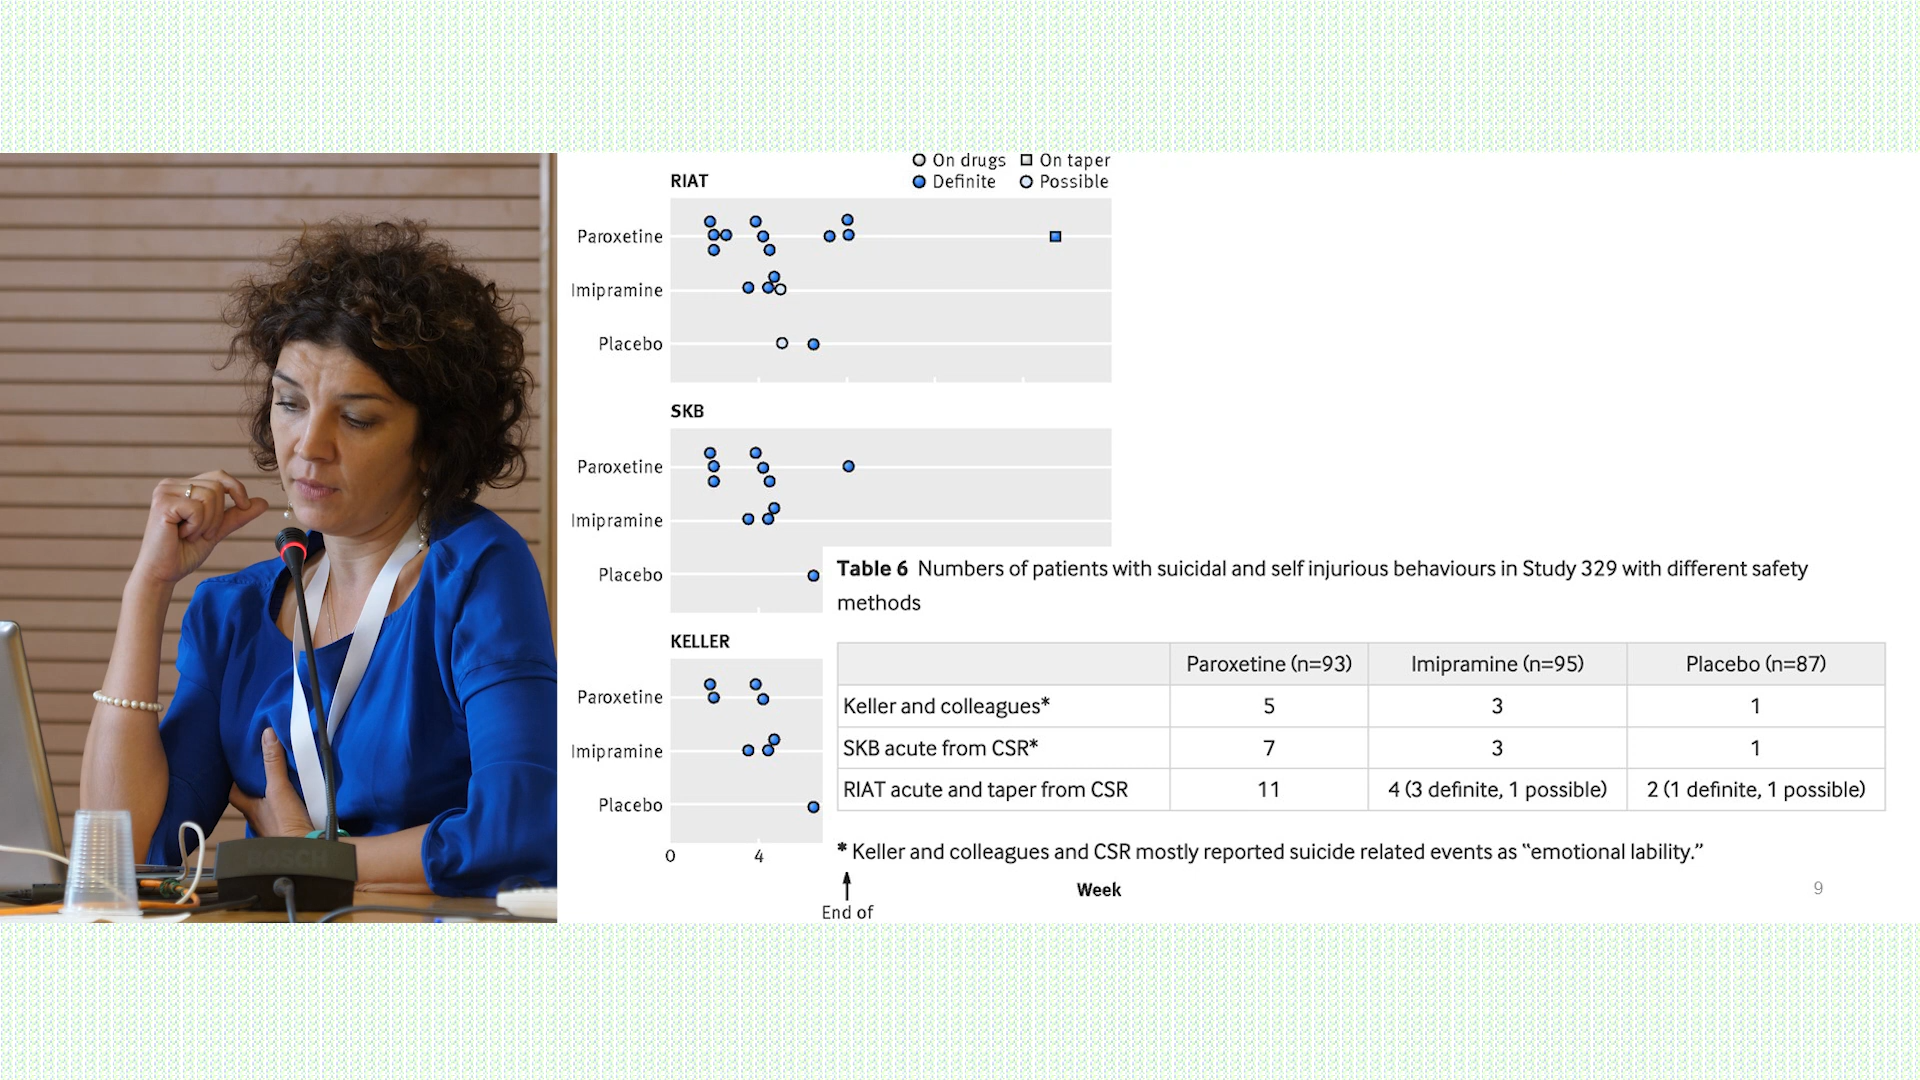 On drugs On taper
RIAT Definite Possible
Paroxetine
Imipramine
Placebo
SKB
Paroxetine
Imipramine
Placebo
KELLER
Paroxetine
Imipramine
Placebo
0 4
End of
Week
Table 6 Numbers of patients with suicidal and self injurious behaviours in Study 329 with different safety
methods
Paroxetine (n=93) Imipramine (n=95) Placebo (n=87)
Keller and colleagues* 5 3 1
SKB acute from CSR* 7 3 1
RIAT acute and taper from CSR 11 4 (3 definite, 1 possible) 2 (1 definite, 1 possible)
* Keller and colleagues and CSR mostly reported suicide related events as “emotional lability.”
9
BOSCH